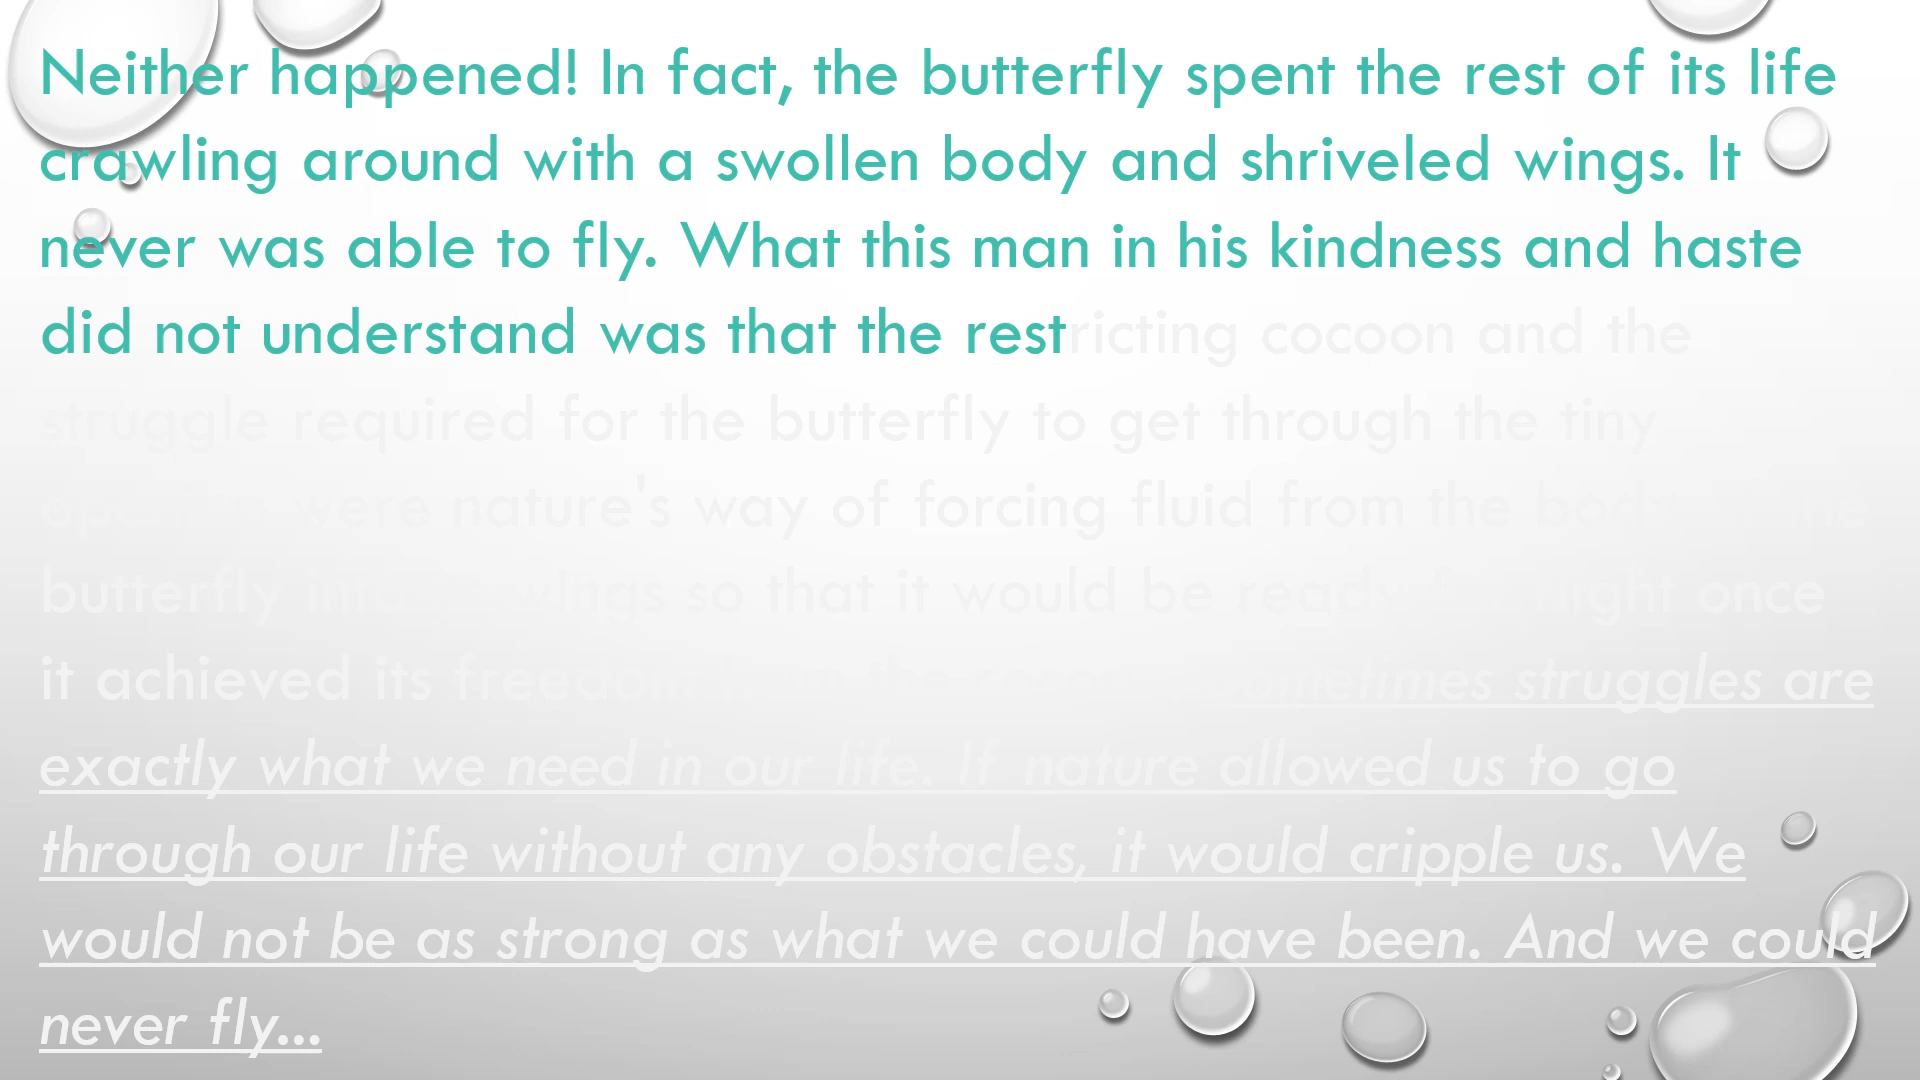 Neither happened! In fact, the butterfly spent the rest of its life
crawling around with a swollen body and shriveled wings. It
never was able to fly. What this man in his kindness and haste
did not understand was that the restricting cocoon and the
struggle required for the butterfly to get through the tiny
were nature's way of forcing fluid from the body
butterfly into wings so that it would be ready flight once
it achieved its freedom the sometimes struggles are
exactly what we need in our life. If nature allowed us to go
through our life without any obstacles, it would cripple us. We
would not be as strong as what we could have been. And we could
never fly...